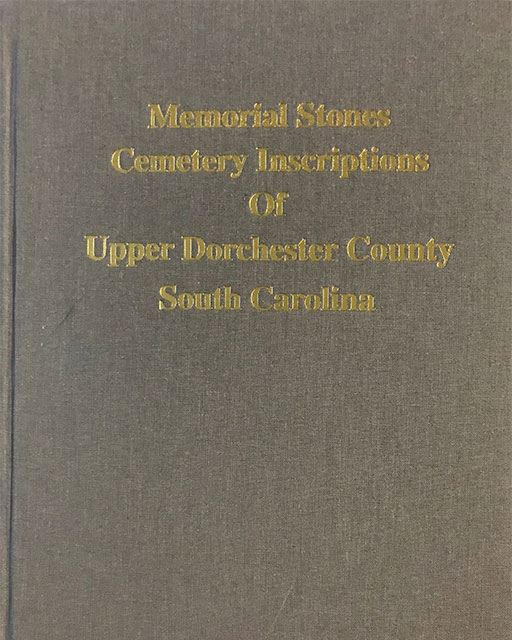 Memorial Stones
Cemetery Inscriptions
Of
Upper Dorchester County
South Carolina